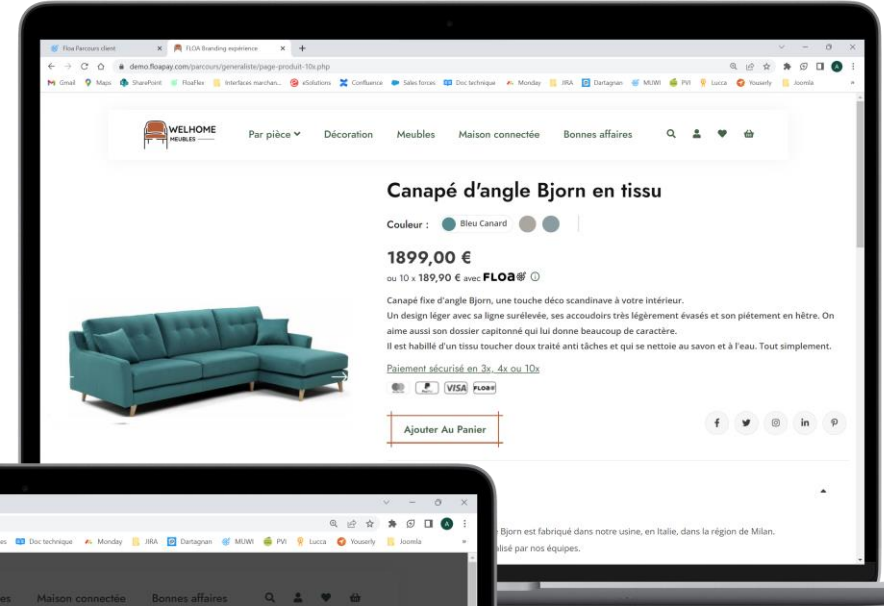 Floa Parcours client
FLOA Branding expérience
demo.floapay.com/parcours/generaliste/page-produit-10x.php
Gmail Maps SharePoint FloaFlex Interfaces marchan... eSolutions Confluence Sales forces Doc technique Monday JIRA Dartagnan MUWI PVI Lucca Youserly Joomla »
WELHOME
MEUBLES
Par pièce Décoration Meubles Maison connectée Bonnes affaires
Canapé d'angle Bjorn en tissu
Couleur : Bleu Canard
1899,00 €
ou 10 x 189,90 € avec FLOa
Canapé fixe d'angle Bjorn, une touche déco scandinave à votre intérieur.
Un design léger avec sa ligne surélevée, ses accoudoirs très légèrement évasés et son piétement en hêtre. On
aime aussi son dossier capitonné qui lui donne beaucoup de caractère.
Il est habillé d'un tissu toucher doux traité anti tâches et qui se nettoie au savon et à l'eau. Tout simplement.
Paiement sécurisé en 3x, 4x ou 10x
PayPal VISA FLOa
Ajouter Au Panier
Bjorn est fabriqué dans notre usine, en Italie, dans la région de Milan.
alisé par nos équipes.
es Doc technique Monday JIRA Dartagnan MUWI PVI Lucca Youserly Joomla »
es Maison connectée Bonnes affaires